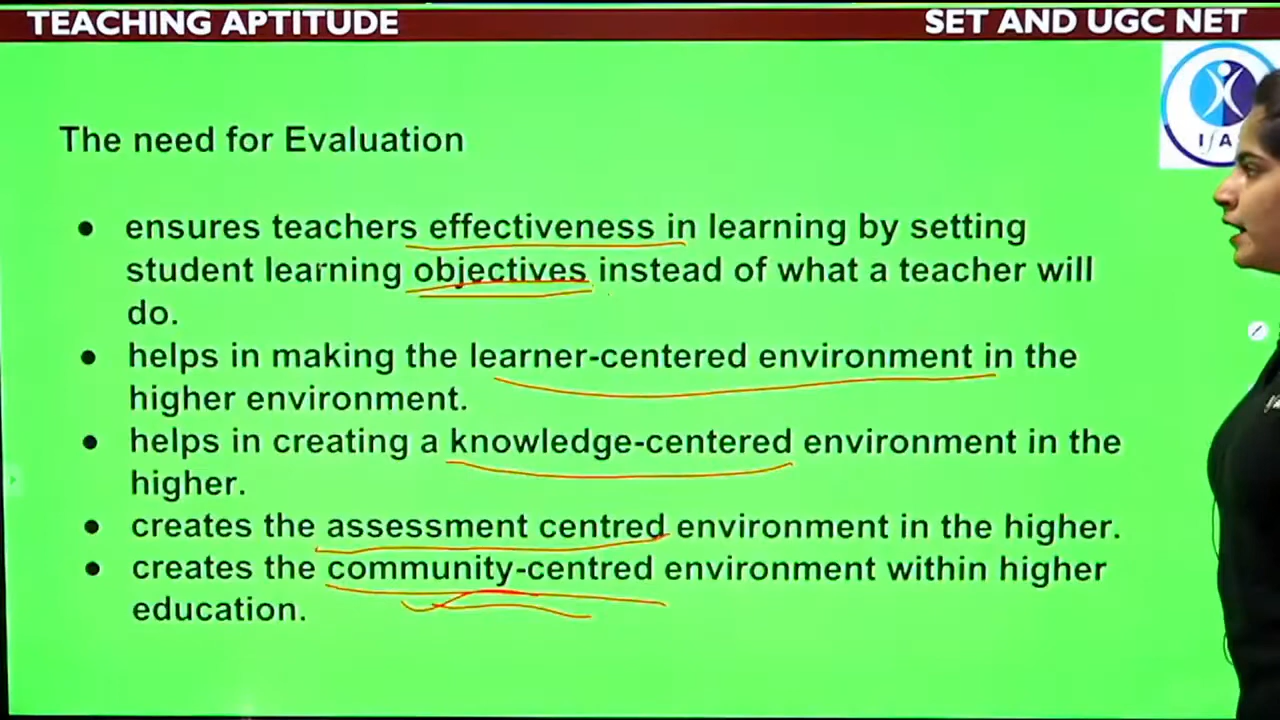 TEACHING APTITUDE
SET AND UGC NET
IfA
The need for Evaluation
● ensures teachers effectiveness in learning by setting
student learning objectives instead of what a teacher will
do.
● helps in making the learner-centered environment in the
higher environment.
● helps in creating a knowledge-centered environment in the
higher.
● creates the assessment centred environment in the higher.
● creates the community-centred environment within higher
education.